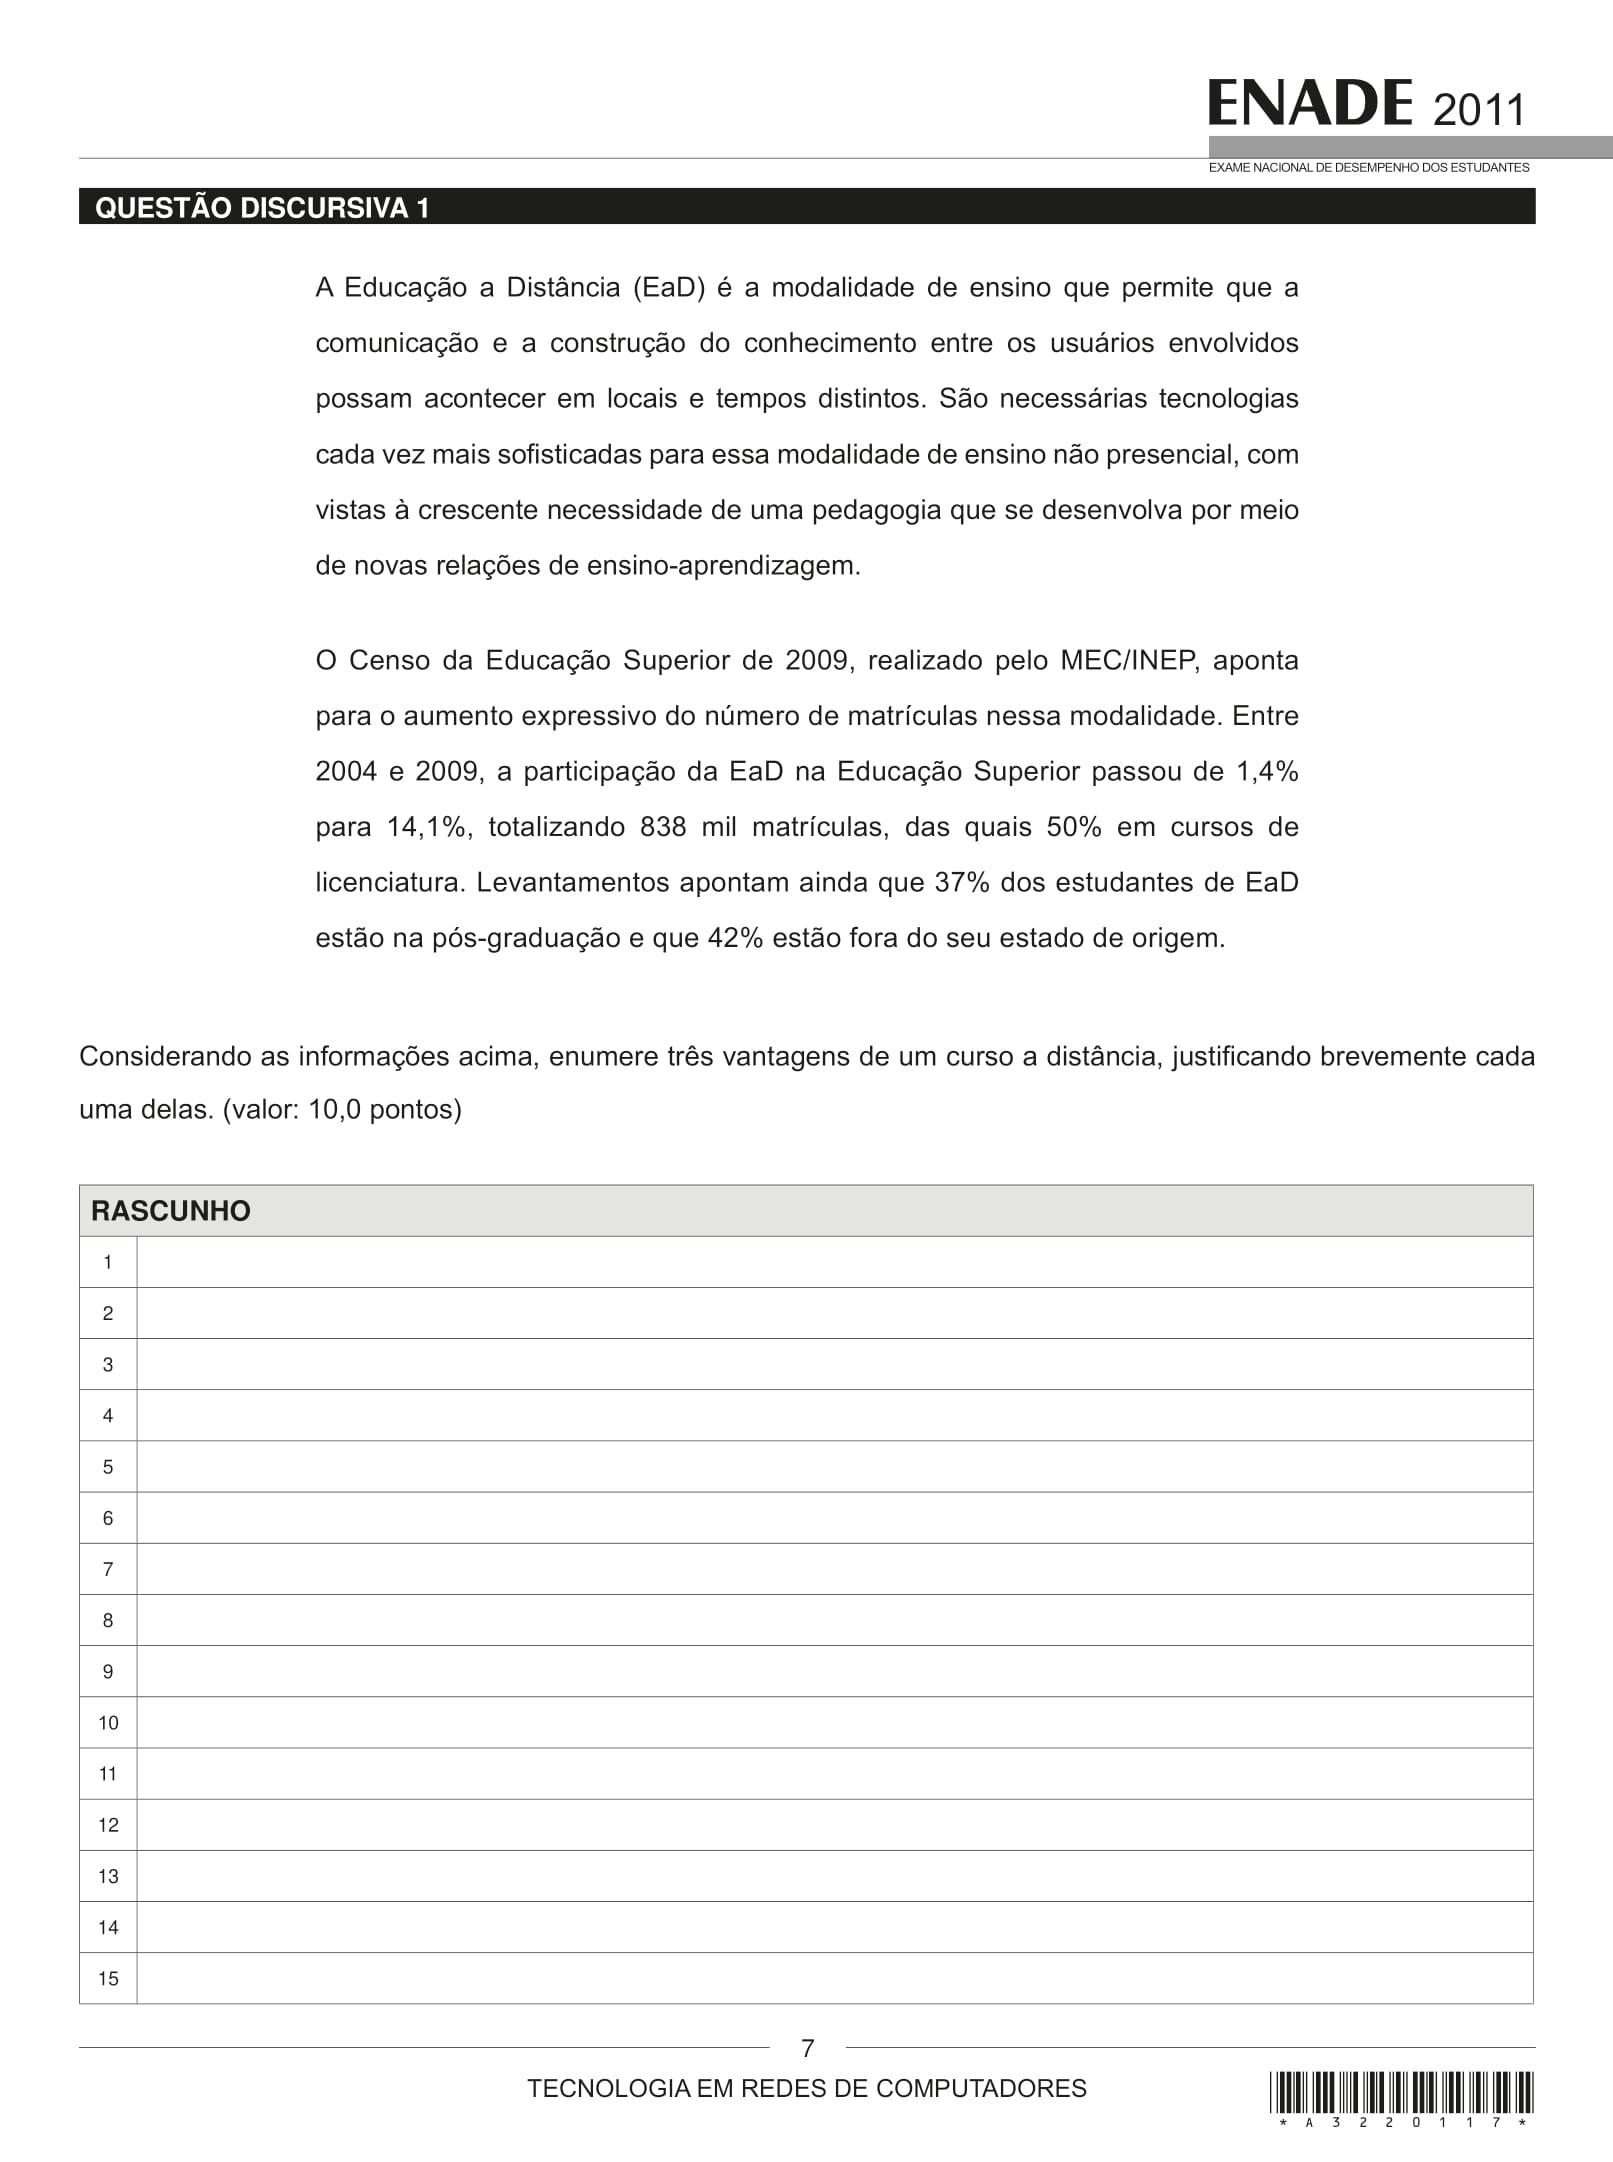 ENADE 2011
EXAME NACIONAL DE DESEMPENHO DOS ESTUDANTES
QUESTÃO DISCURSIVA 1
A Educação a Distância (EaD) é a modalidade de ensino que permite que a
comunicação e a construção do conhecimento entre os usuários envolvidos
possam acontecer em locais e tempos distintos. São necessárias tecnologias
cada vez mais sofisticadas para essa modalidade de ensino não presencial, com
vistas à crescente necessidade de uma pedagogia que se desenvolva por meio
de novas relações de ensino-aprendizagem.
O Censo da Educação Superior de 2009, realizado pelo MEC/INEP, aponta
para o aumento expressivo do número de matrículas nessa modalidade. Entre
2004 e 2009, a participação da EaD na Educação Superior passou de 1,4%
para 14,1%, totalizando 838 mil matrículas, das quais 50% em cursos de
licenciatura. Levantamentos apontam ainda que 37% dos estudantes de EaD
estão na pós-graduação e que 42% estão fora do seu estado de origem.
Considerando as informações acima, enumere três vantagens de um curso a distância, justificando brevemente cada
uma delas. (valor: 10,0 pontos)
RASCUNHO
1
2
3
4
5
6
7
8
9
10
11
12
13
14
15
7
TECNOLOGIA EM REDES DE COMPUTADORES
* A 3 2 2 0 1 1 7 *